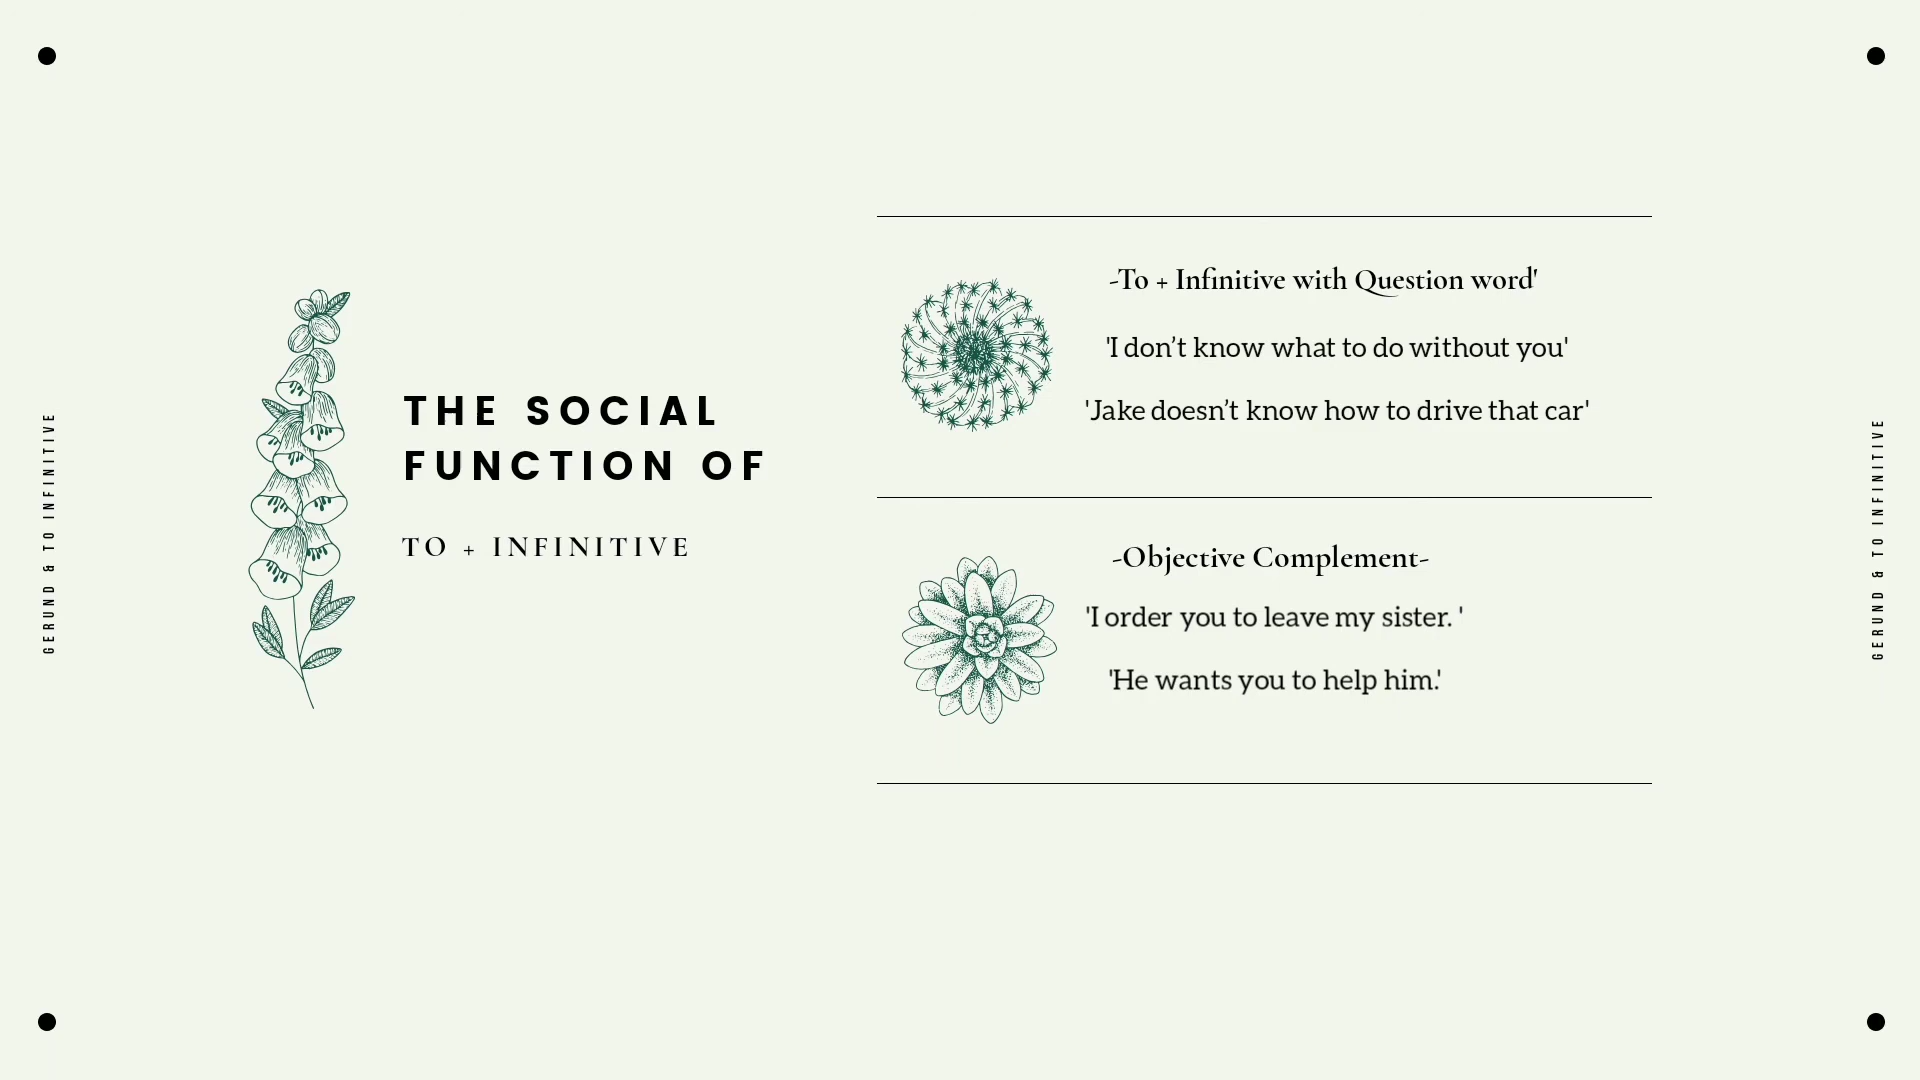 GERUND & TO INFINITIVE
THE SOCIAL
FUNCTION OF
TO + INFINITIVE
-To + Infinitive with Question word'
'I don’t know what to do without you'
'Jake doesn’t know how to drive that car'
-Objective Complement-
'I order you to leave my sister. '
'He wants you to help him.'
GERUND & TO INFINITIVE